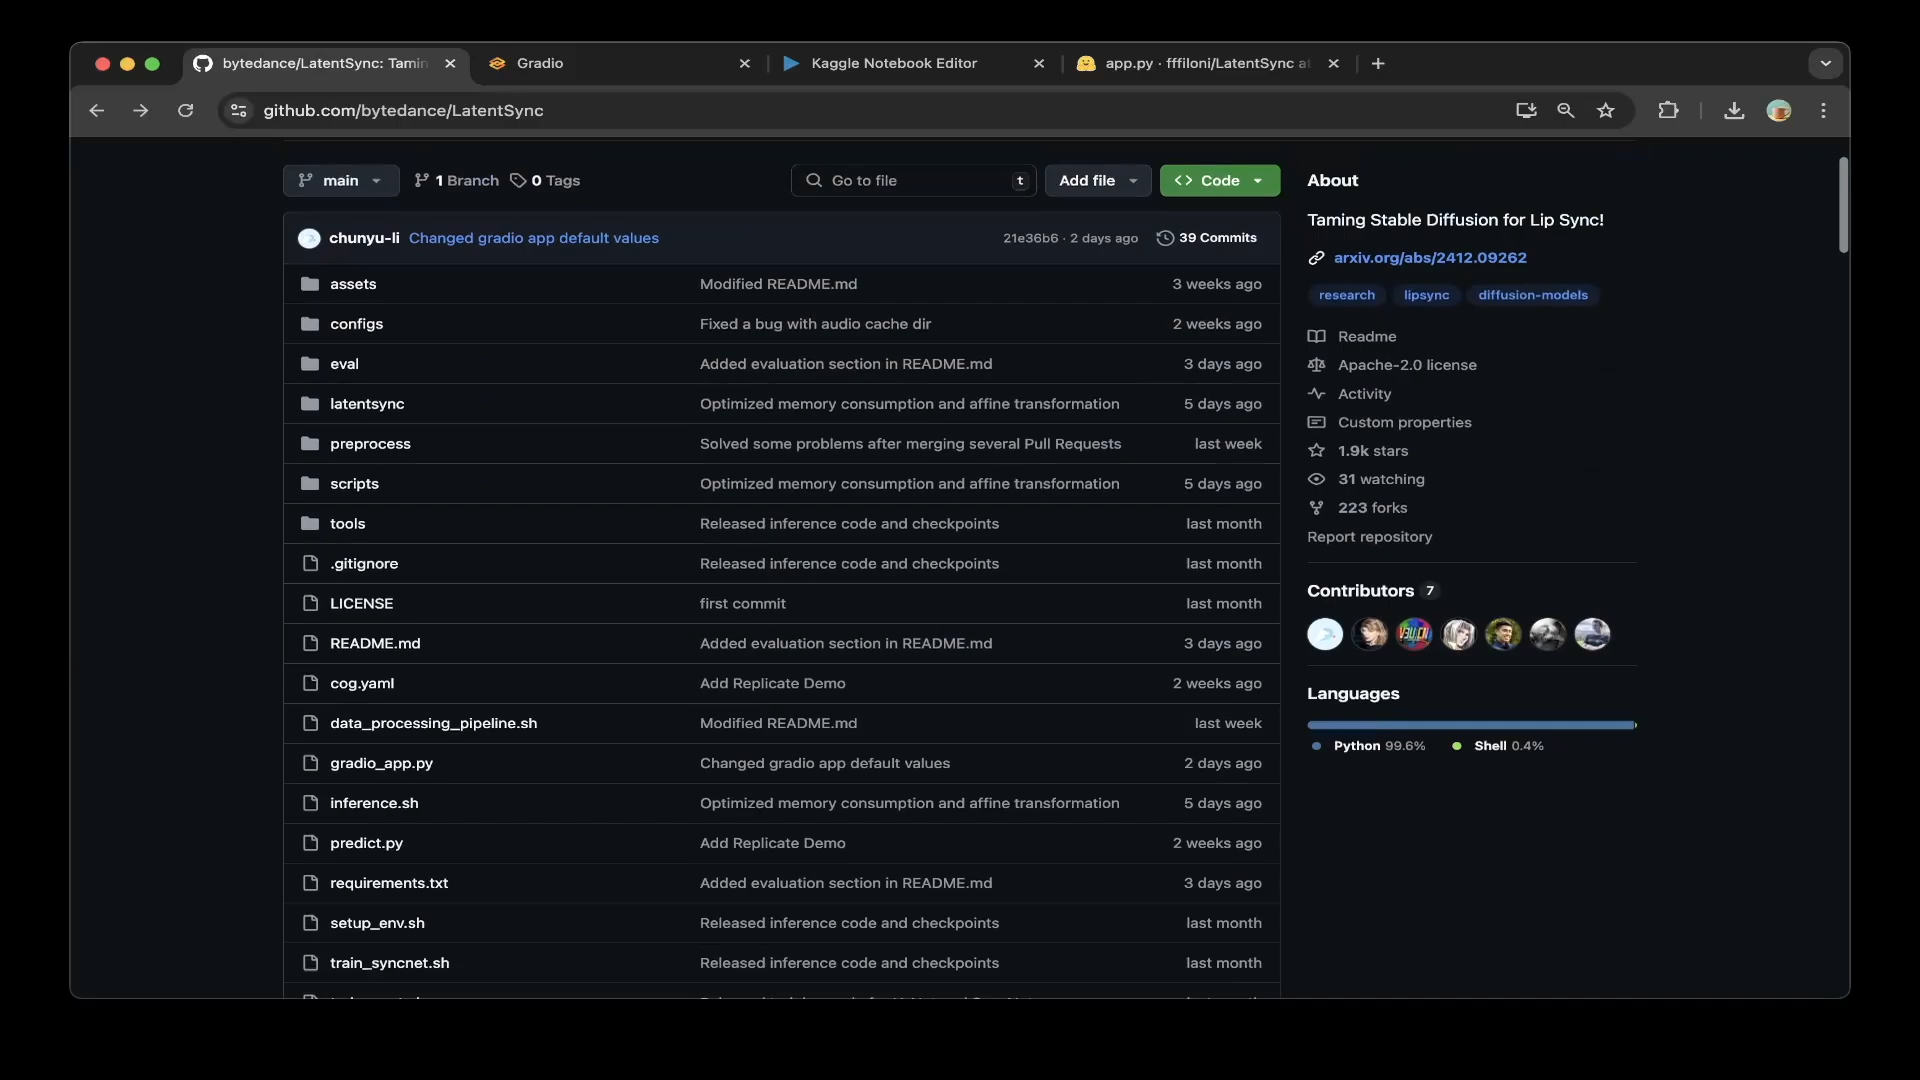 bytedance/LatentSync: Tamin
Gradio
Kaggle Notebook Editor
app.py · fffiloni/LatentSync at
github.com/bytedance/LatentSync
main
1 Branch
0 Tags
Go to file
t
Add file
<> Code
chunyu-li Changed gradio app default values 21e36b6 · 2 days ago 39 Commits
assets Modified README.md 3 weeks ago
configs Fixed a bug with audio cache dir 2 weeks ago
eval Added evaluation section in README.md 3 days ago
latentsync Optimized memory consumption and affine transformation 5 days ago
preprocess Solved some problems after merging several Pull Requests last week
scripts Optimized memory consumption and affine transformation 5 days ago
tools Released inference code and checkpoints last month
.gitignore Released inference code and checkpoints last month
LICENSE first commit last month
README.md Added evaluation section in README.md 3 days ago
cog.yaml Add Replicate Demo 2 weeks ago
data_processing_pipeline.sh Modified README.md last week
gradio_app.py Changed gradio app default values 2 days ago
inference.sh Optimized memory consumption and affine transformation 5 days ago
predict.py Add Replicate Demo 2 weeks ago
requirements.txt Added evaluation section in README.md 3 days ago
setup_env.sh Released inference code and checkpoints last month
train_syncnet.sh Released inference code and checkpoints last month
About
Taming Stable Diffusion for Lip Sync!
arxiv.org/abs/2412.09262
research lipsync diffusion-models
Readme
Apache-2.0 license
Activity
Custom properties
1.9k stars
31 watching
223 forks
Report repository
Contributors 7
Languages
Python 99.6% Shell 0.4%